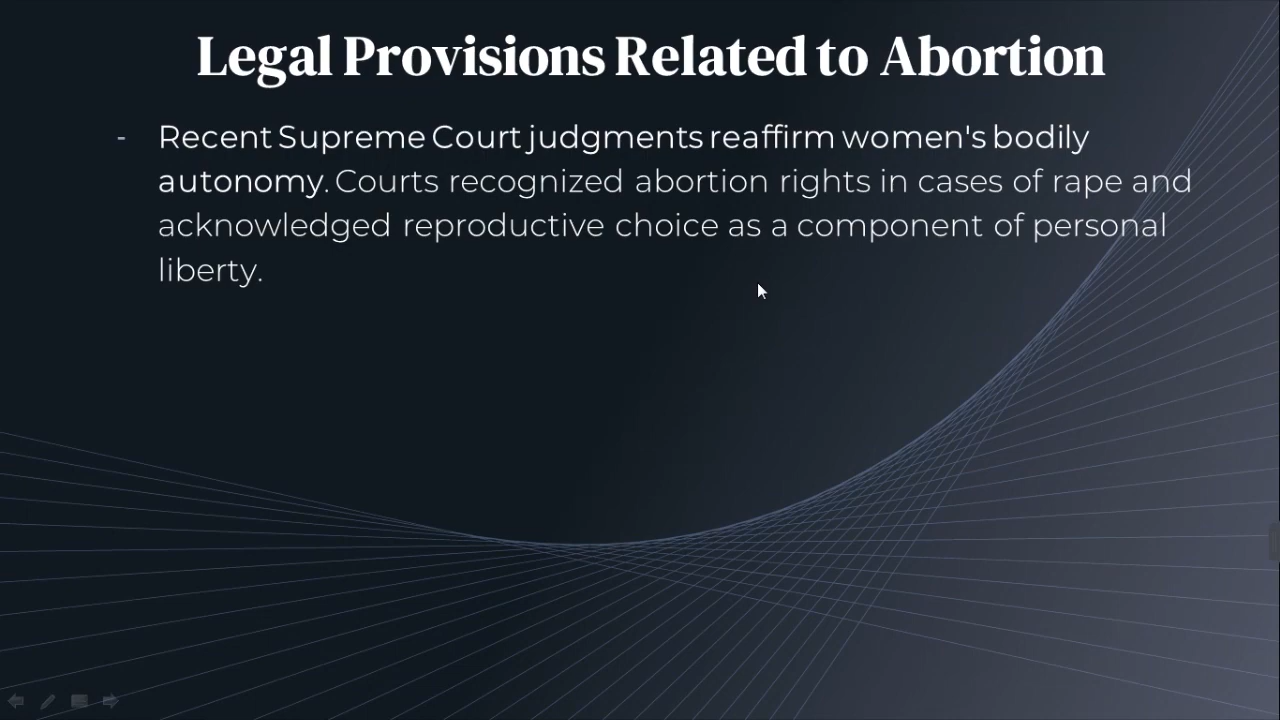 Legal Provisions Related to Abortion
- Recent Supreme Court judgments reaffirm women's bodily
autonomy. Courts recognized abortion rights in cases of rape and
acknowledged reproductive choice as a component of personal
liberty.